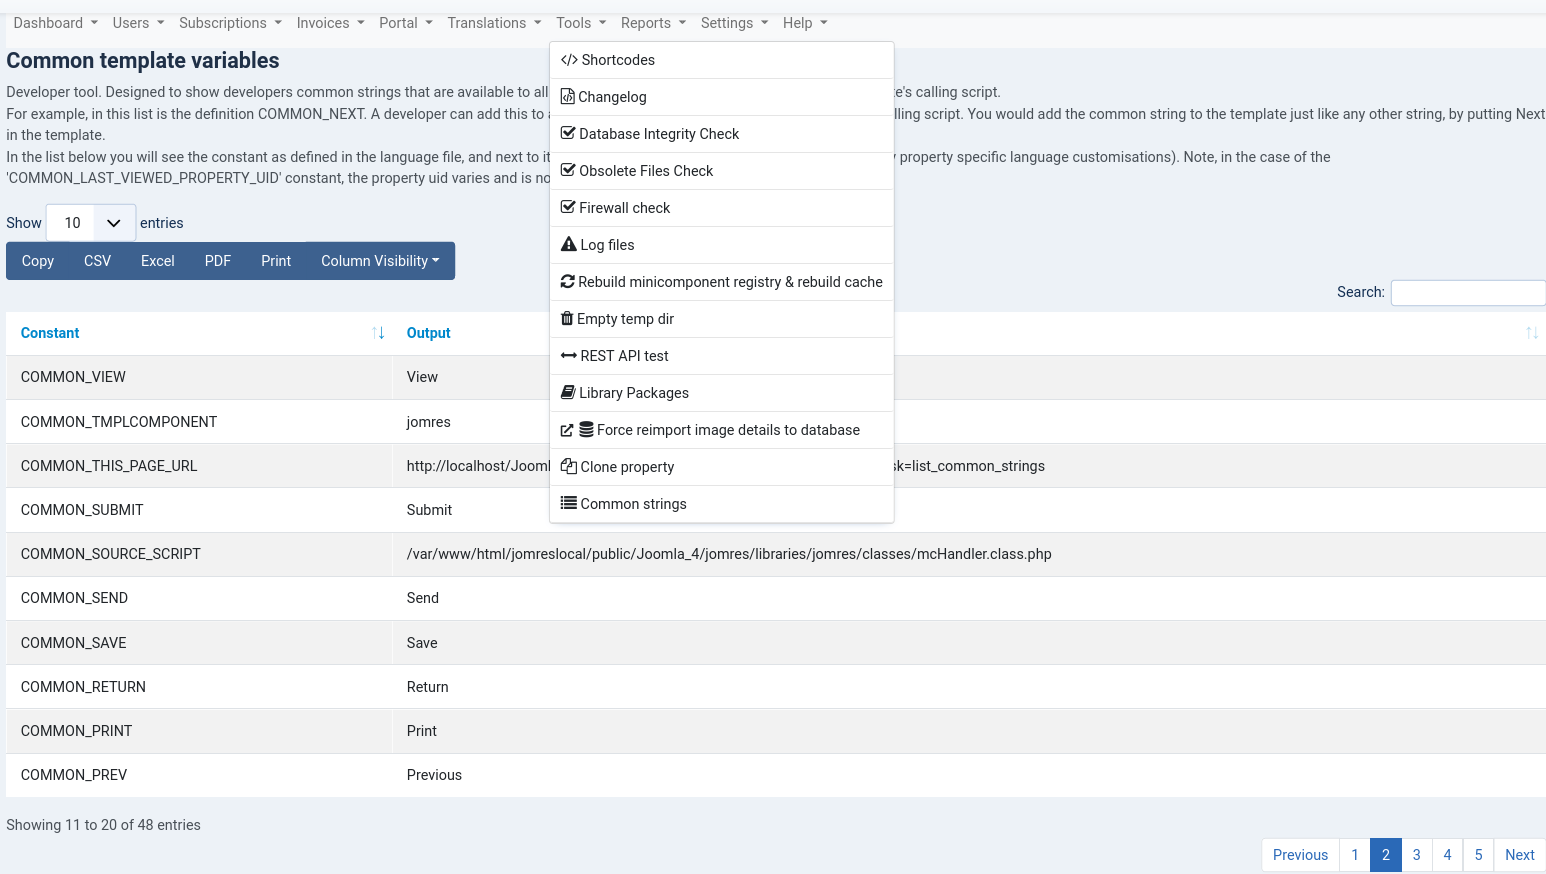 Dashboard Users Subscriptions Invoices Portal Translations Tools Reports Settings Help
Common template variables
Shortcodes
Changelog
Database Integrity Check
Obsolete Files Check
Firewall check
Log files
Rebuild minicomponent registry & rebuild cache
Empty temp dir
REST API test
Library Packages
Force reimport image details to database
Clone property
Common strings
Developer tool. Designed to show developers common strings that are available to all e's calling script.
For example, in this list is the definition COMMON_NEXT. A developer can add this to lling script. You would add the common string to the template just like any other string, by putting Next
in the template.
In the list below you will see the constant as defined in the language file, and next to it property specific language customisations). Note, in the case of the
'COMMON_LAST_VIEWED_PROPERTY_UID' constant, the property uid varies and is no
Show 10 entries
Copy CSV Excel PDF Print Column Visibility
Search:
Constant Output
COMMON_VIEW View
COMMON_TMPLCOMPONENT jomres
COMMON_THIS_PAGE_URL http://localhost/Jooml sk=list_common_strings
COMMON_SUBMIT Submit
COMMON_SOURCE_SCRIPT /var/www/html/jomreslocal/public/Joomla_4/jomres/libraries/jomres/classes/mcHandler.class.php
COMMON_SEND Send
COMMON_SAVE Save
COMMON_RETURN Return
COMMON_PRINT Print
COMMON_PREV Previous
Showing 11 to 20 of 48 entries
Previous 1 2 3 4 5 Next